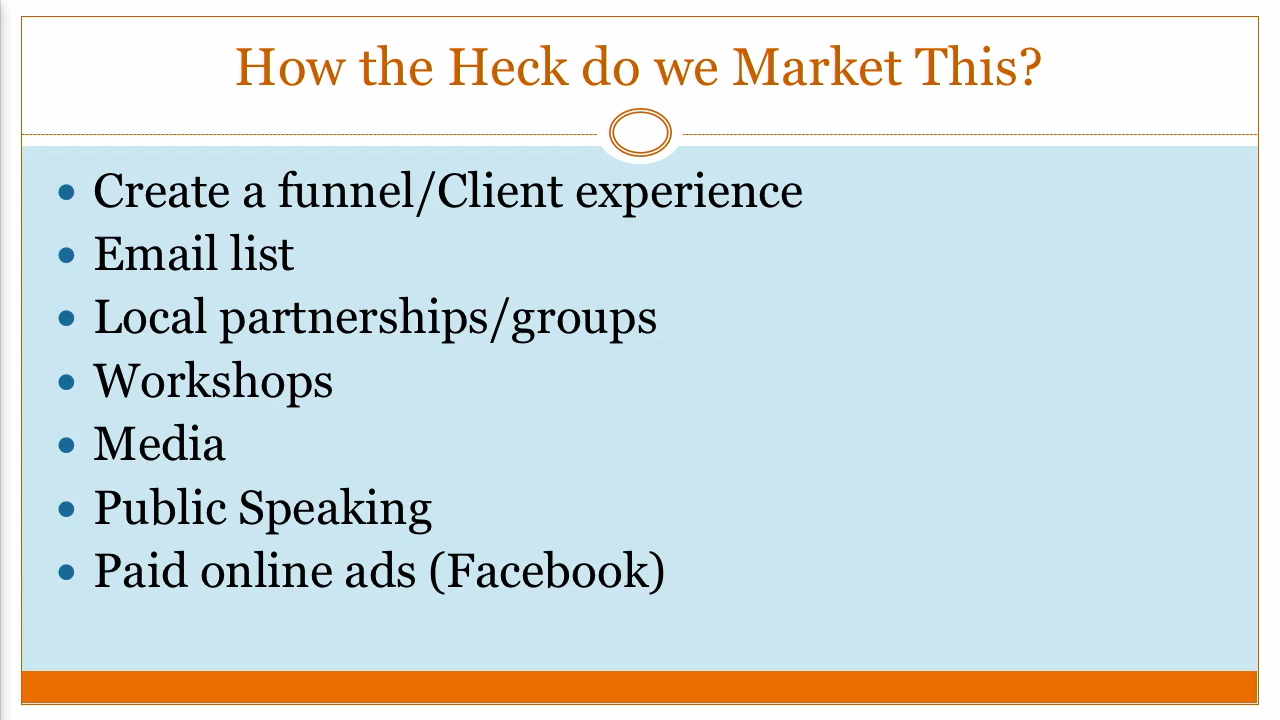 How the Heck do we Market This?
• Create a funnel/Client experience
• Email list
• Local partnerships/groups
• Workshops
• Media
• Public Speaking
• Paid online ads (Facebook)